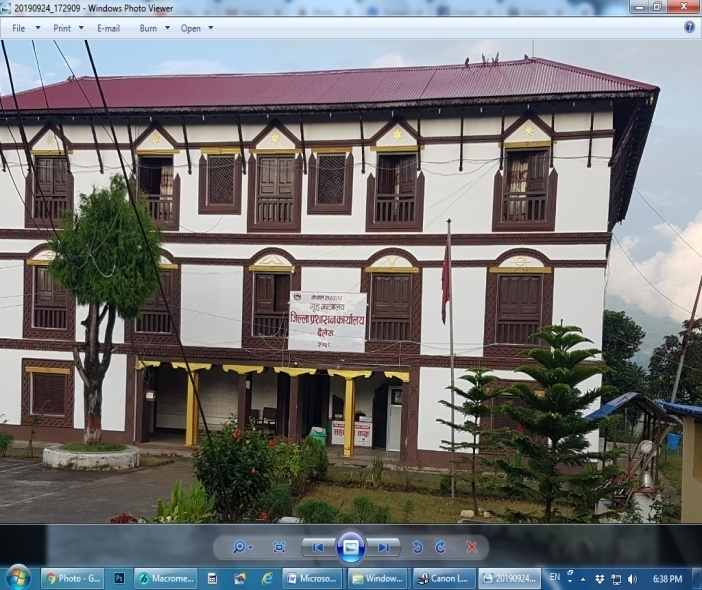 20190924_172909 - Windows Photo Viewer
File Print E-mail Burn Open
नेपाल सरकार
गृह मन्त्रालय
जिल्ला प्रशासन कार्यालय
दैलेख
Photo - G...
Ps
Macrome...
Microso...
Window...
Canon L...
20190924...
EN
6:38 PM